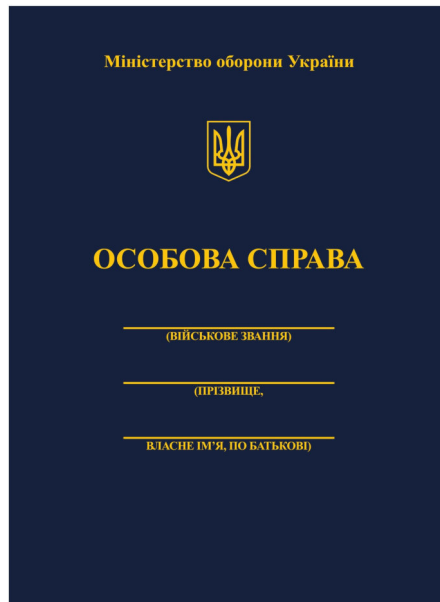 Міністерство оборони України
ОСОБОВА СПРАВА
(ВІЙСЬКОВЕ ЗВАННЯ)
(ПРІЗВИЩЕ,
ВЛАСНЕ ІМ’Я, ПО БАТЬКОВІ)